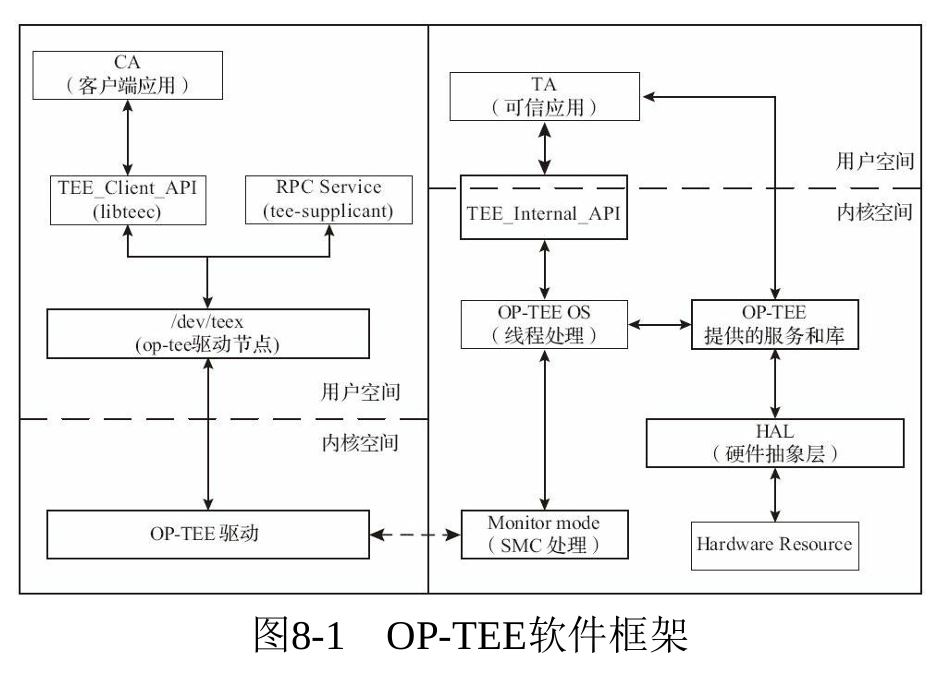 CA
（客户端应用）
TEE_Client_API
(libteec)
RPC Service
(tee-supplicant)
/dev/teex
(op-tee驱动节点)
用户空间
内核空间
OP-TEE 驱动
TA
（可信应用）
用户空间
内核空间
TEE_Internal_API
OP-TEE OS
（线程处理）
OP-TEE
提供的服务和库
HAL
（硬件抽象层）
Monitor mode
（SMC 处理）
Hardware Resource
图8-1 OP-TEE软件框架